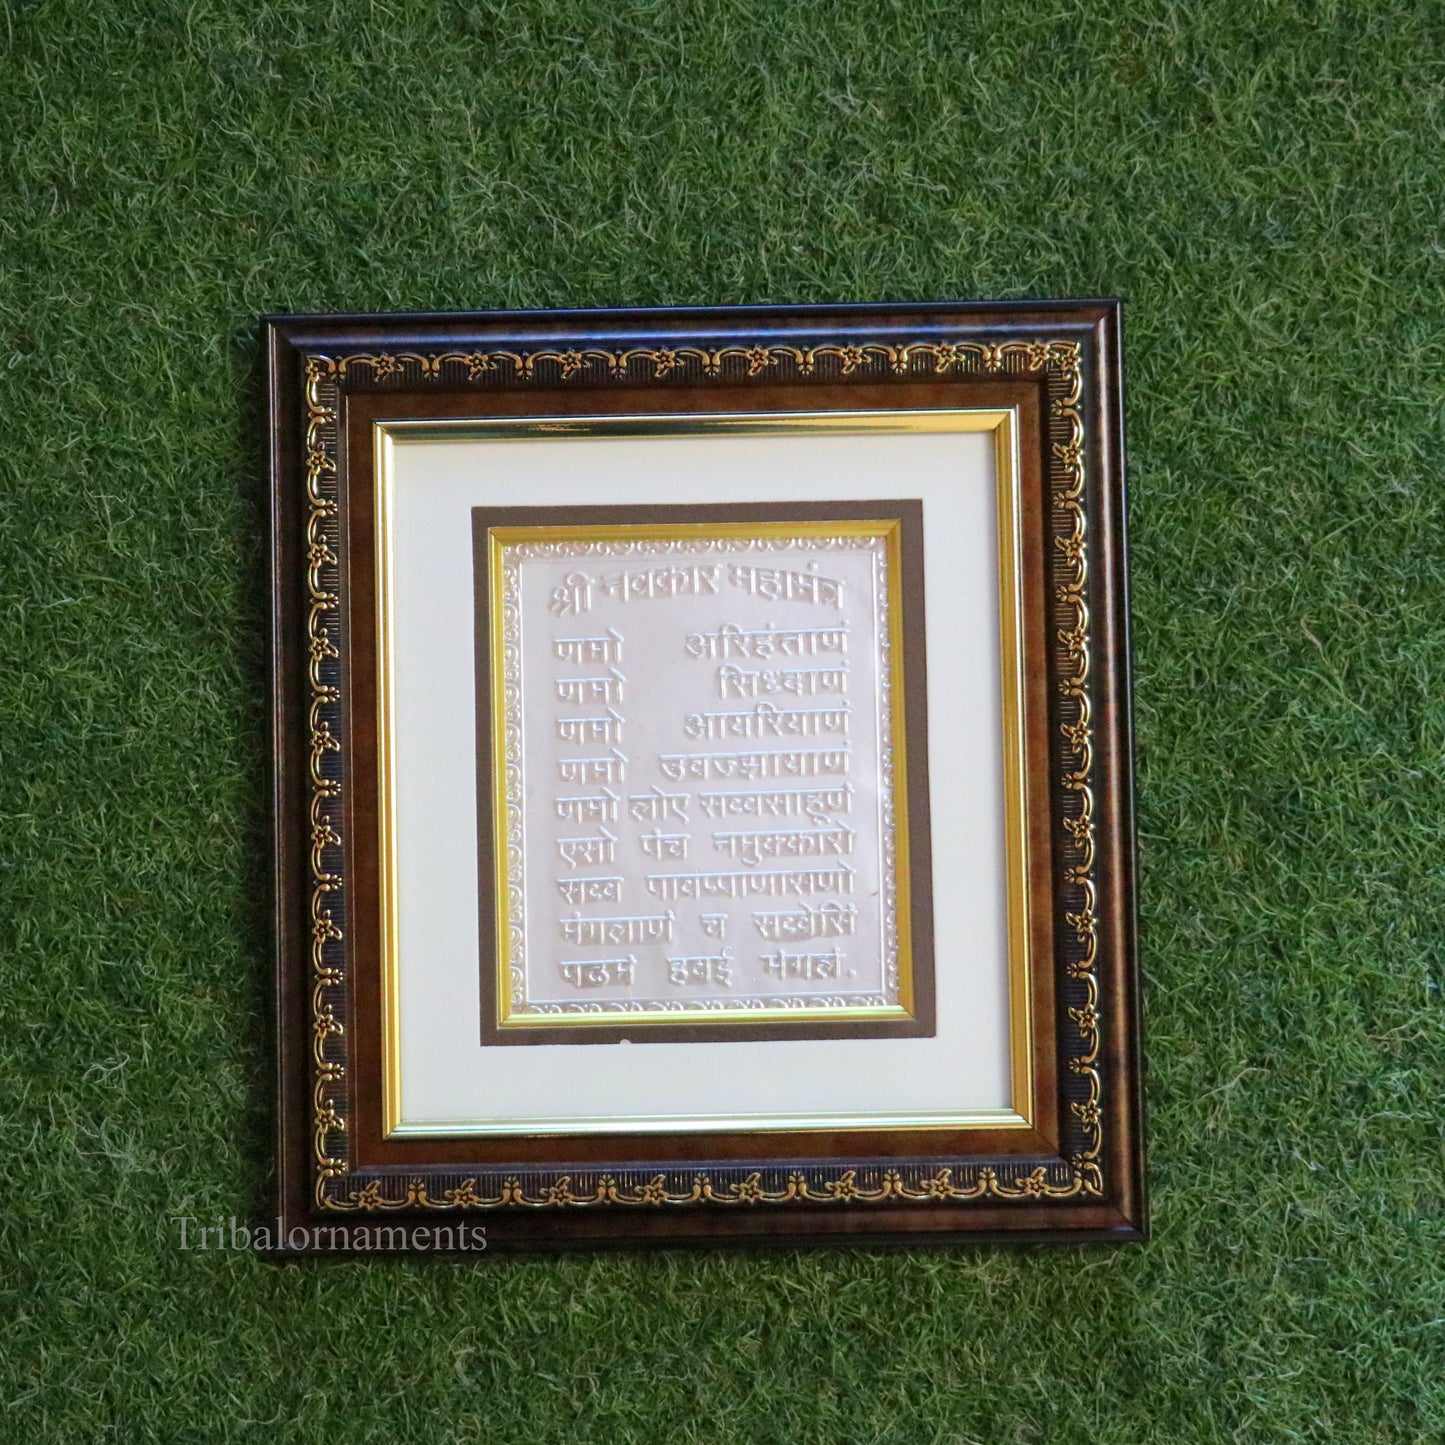 श्री नवकार महामंत्र
णमो अरिहंताणं
णमो सिध्दाणं
णमो आयरियाणं
णमो उवज्झायाणं
णमो लोए सव्वसाहूणं
एसो पंच नमुक्कारो
सव्व पावप्पाणासणो
मंगलाणं च सव्वेसिं
पढमं हवई मंगलं.
Tribalornaments